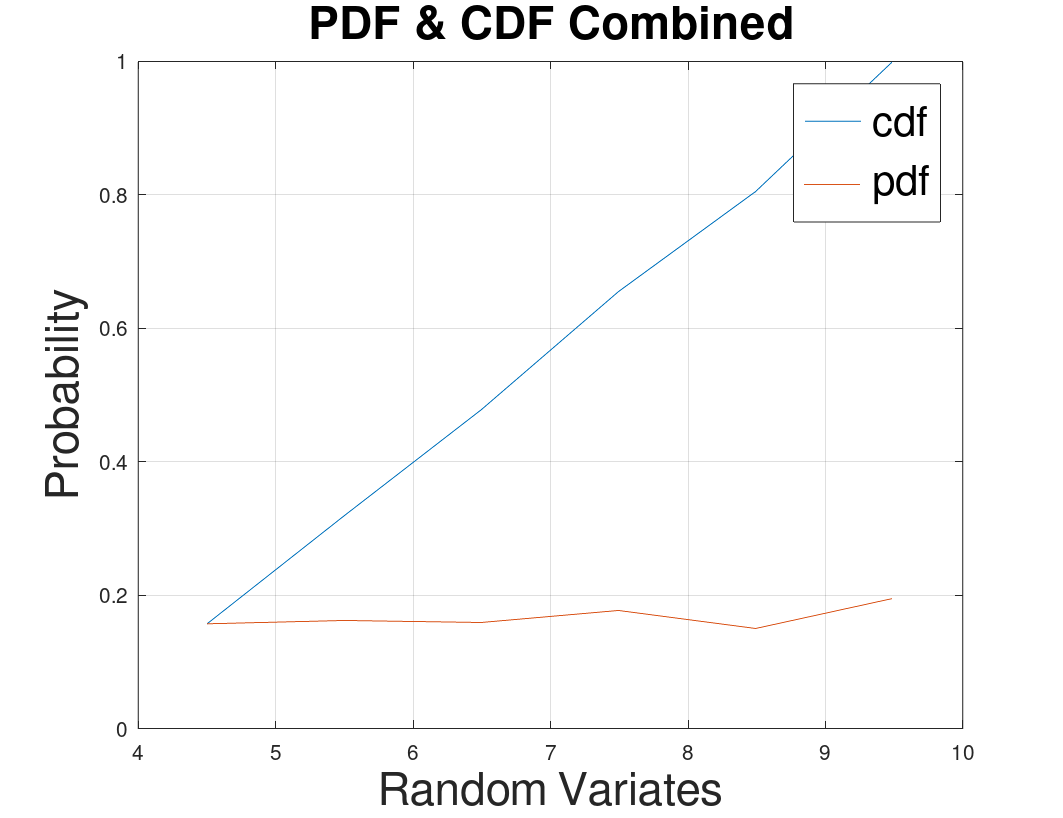 PDF & CDF Combined
1
cdf
pdf
0.8
0.6
0.4
0.2
0
Probability
4 5 6 7 8 9 10
Random Variates